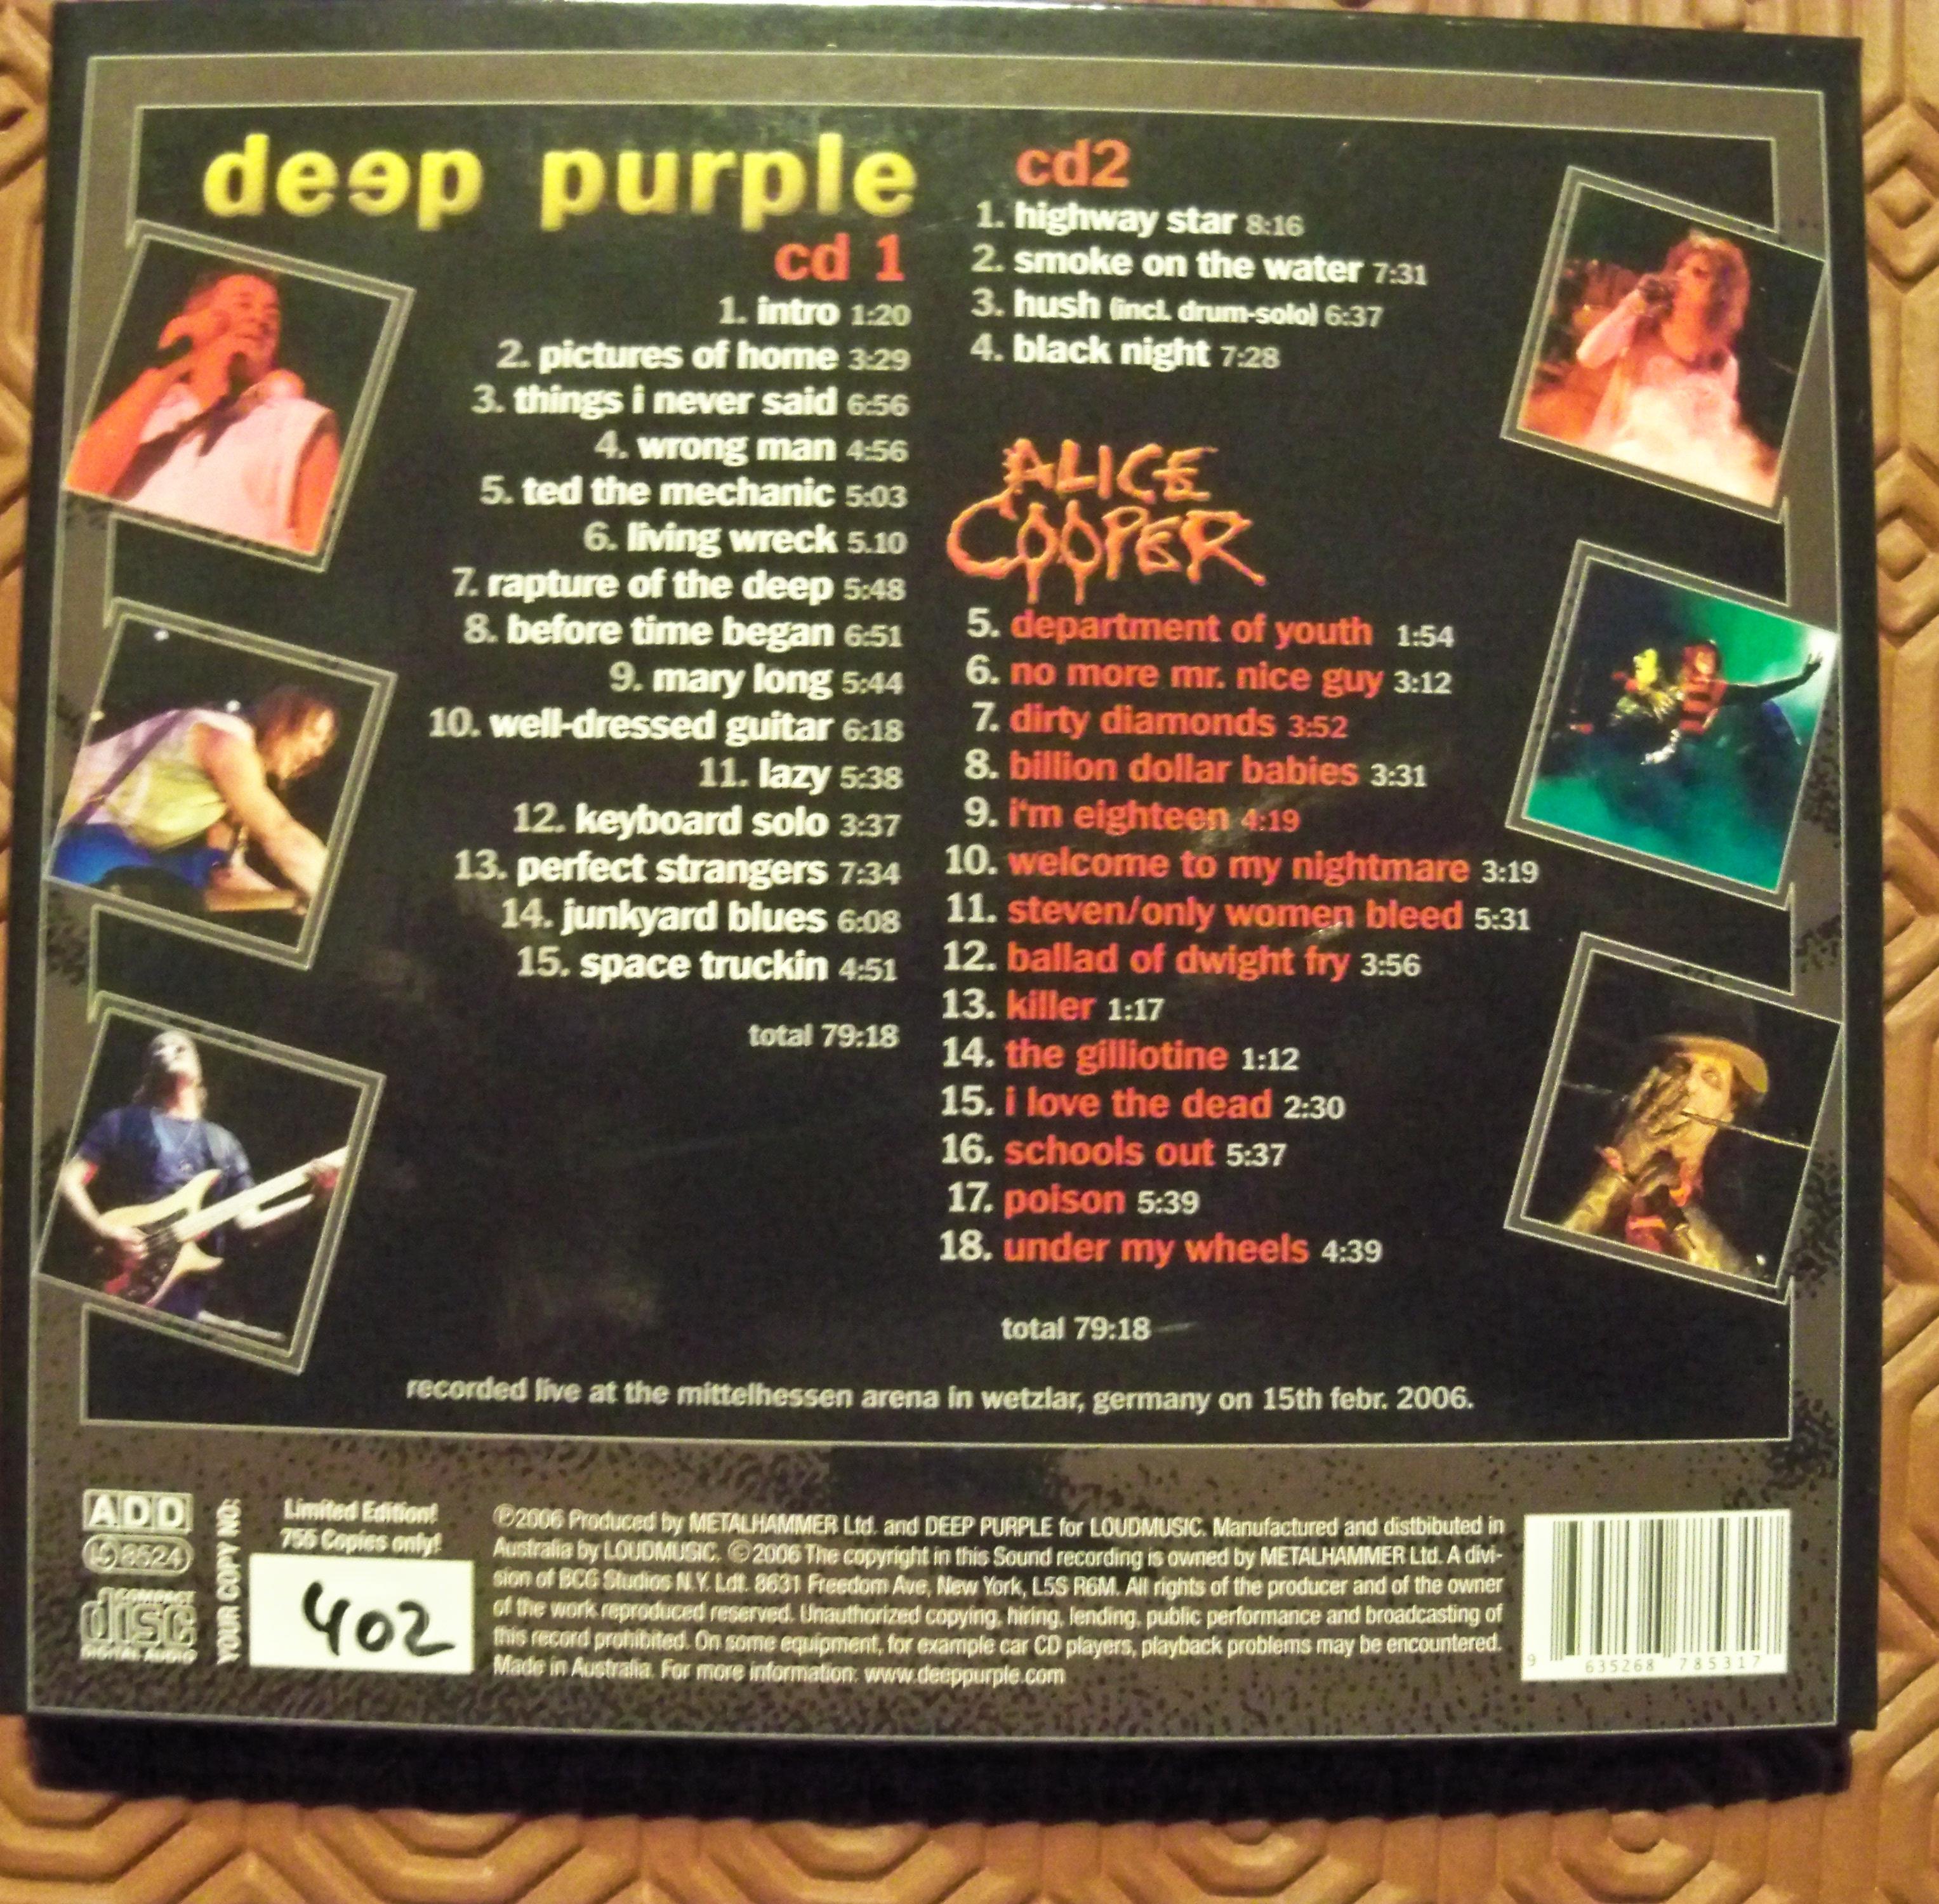 deep purple
cd 1
1. intro 1:20
2. pictures of home 3:29
3. things i never said 6:56
4. wrong man 4:56
5. ted the mechanic 5:03
6. living wreck 5.10
7. rapture of the deep 5:48
8. before time began 6:51
9. mary long 5:44
10. well-dressed guitar 6:18
11. lazy 5:38
12. keyboard solo 3:37
13. perfect strangers 7:34
14. junkyard blues 6:08
15. space truckin 4:51
total 79:18
cd2
1. highway star 8:16
2. smoke on the water 7:31
3. hush (incl. drum-solo) 6:37
4. black night 7:28
ALICE
COOPER
5. department of youth 1:54
6. no more mr. nice guy 3:12
7. dirty diamonds 3:52
8. billion dollar babies 3:31
9. i'm eighteen 4:19
10. welcome to my nightmare 3:19
11. steven/only women bleed 5:31
12. ballad of dwight fry 3:56
13. killer 1:17
14. the gilliotine 1:12
15. i love the dead 2:30
16. schools out 5:37
17. poison 5:39
18. under my wheels 4:39
total 79:18
recorded live at the mittelhessen arena in wetzlar, germany on 15th febr. 2006.
ADD
LC 8524
COMPACT
disc
DIGITAL AUDIO
YOUR COPY NO:
Limited Edition!
755 Copies only!
402
℗2006 Produced by METALHAMMER Ltd. and DEEP PURPLE for LOUDMUSIC. Manufactured and distbibuted in
Australia by LOUDMUSIC. ©2006 The copyright in this Sound recording is owned by METALHAMMER Ltd. A divi-
sion of BCG Studios N.Y. Ldt. 8631 Freedom Ave, New York, L5S R6M. All rights of the producer and of the owner
of the work reproduced reserved. Unauthorized copying, hiring, lending, public performance and broadcasting of
this record prohibited. On some equipment, for example car CD players, playback problems may be encountered.
Made in Australia. For more information: www.deeppurple.com
9 635268 785317